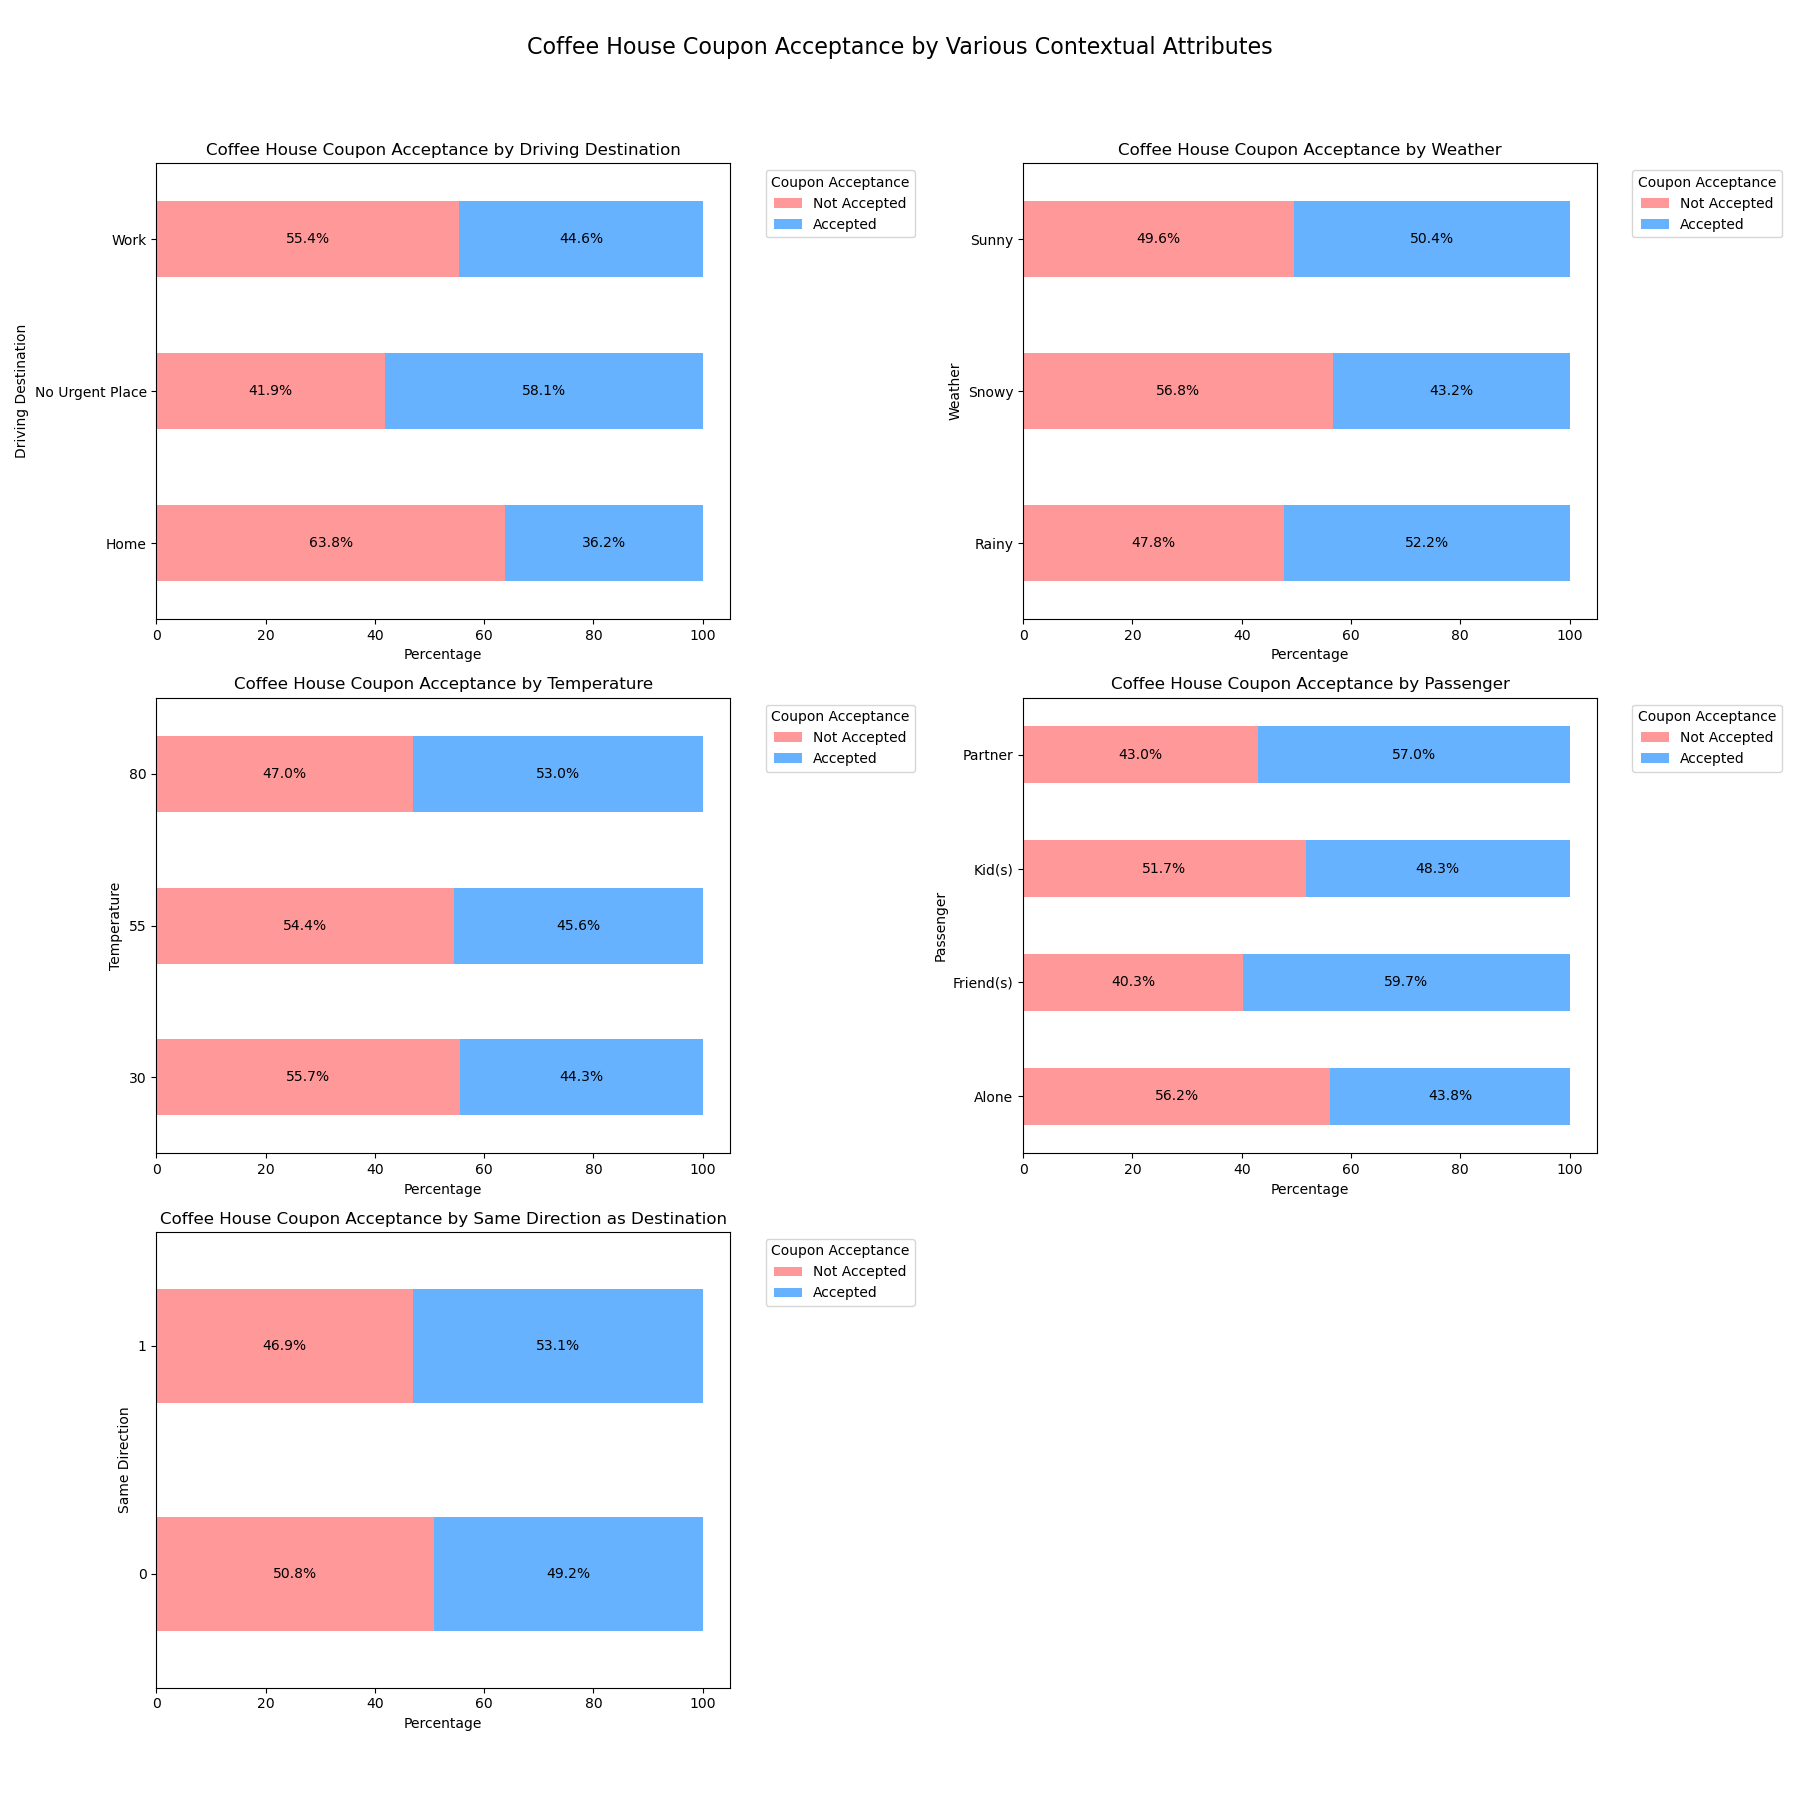 Coffee House Coupon Acceptance by Various Contextual Attributes
Coffee House Coupon Acceptance by Driving Destination
Driving Destination
Work
55.4%
44.6%
No Urgent Place
41.9%
58.1%
Home
63.8%
36.2%
0 20 40 60 80 100
Percentage
Coupon Acceptance
Not Accepted
Accepted
Coffee House Coupon Acceptance by Weather
Weather
Sunny
49.6%
50.4%
Snowy
56.8%
43.2%
Rainy
47.8%
52.2%
0 20 40 60 80 100
Percentage
Coupon Acceptance
Not Accepted
Accepted
Coffee House Coupon Acceptance by Temperature
Temperature
80
47.0%
53.0%
55
54.4%
45.6%
30
55.7%
44.3%
0 20 40 60 80 100
Percentage
Coupon Acceptance
Not Accepted
Accepted
Coffee House Coupon Acceptance by Passenger
Passenger
Partner
43.0%
57.0%
Kid(s)
51.7%
48.3%
Friend(s)
40.3%
59.7%
Alone
56.2%
43.8%
0 20 40 60 80 100
Percentage
Coupon Acceptance
Not Accepted
Accepted
Coffee House Coupon Acceptance by Same Direction as Destination
Same Direction
1
46.9%
53.1%
0
50.8%
49.2%
0 20 40 60 80 100
Percentage
Coupon Acceptance
Not Accepted
Accepted